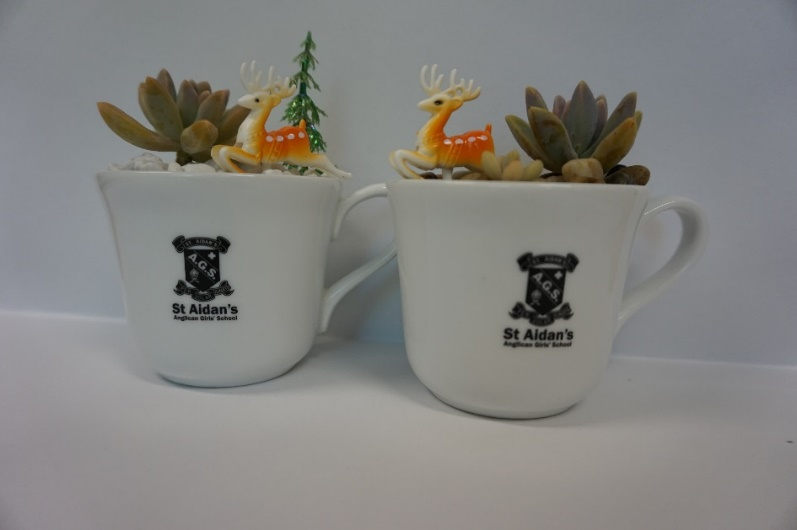 ST AIDAN'S
A.G.S.
St Aidan's
Anglican Girls' School
ST. AIDAN'S
A.G.S.
St Aidan's
Anglican Girls' School